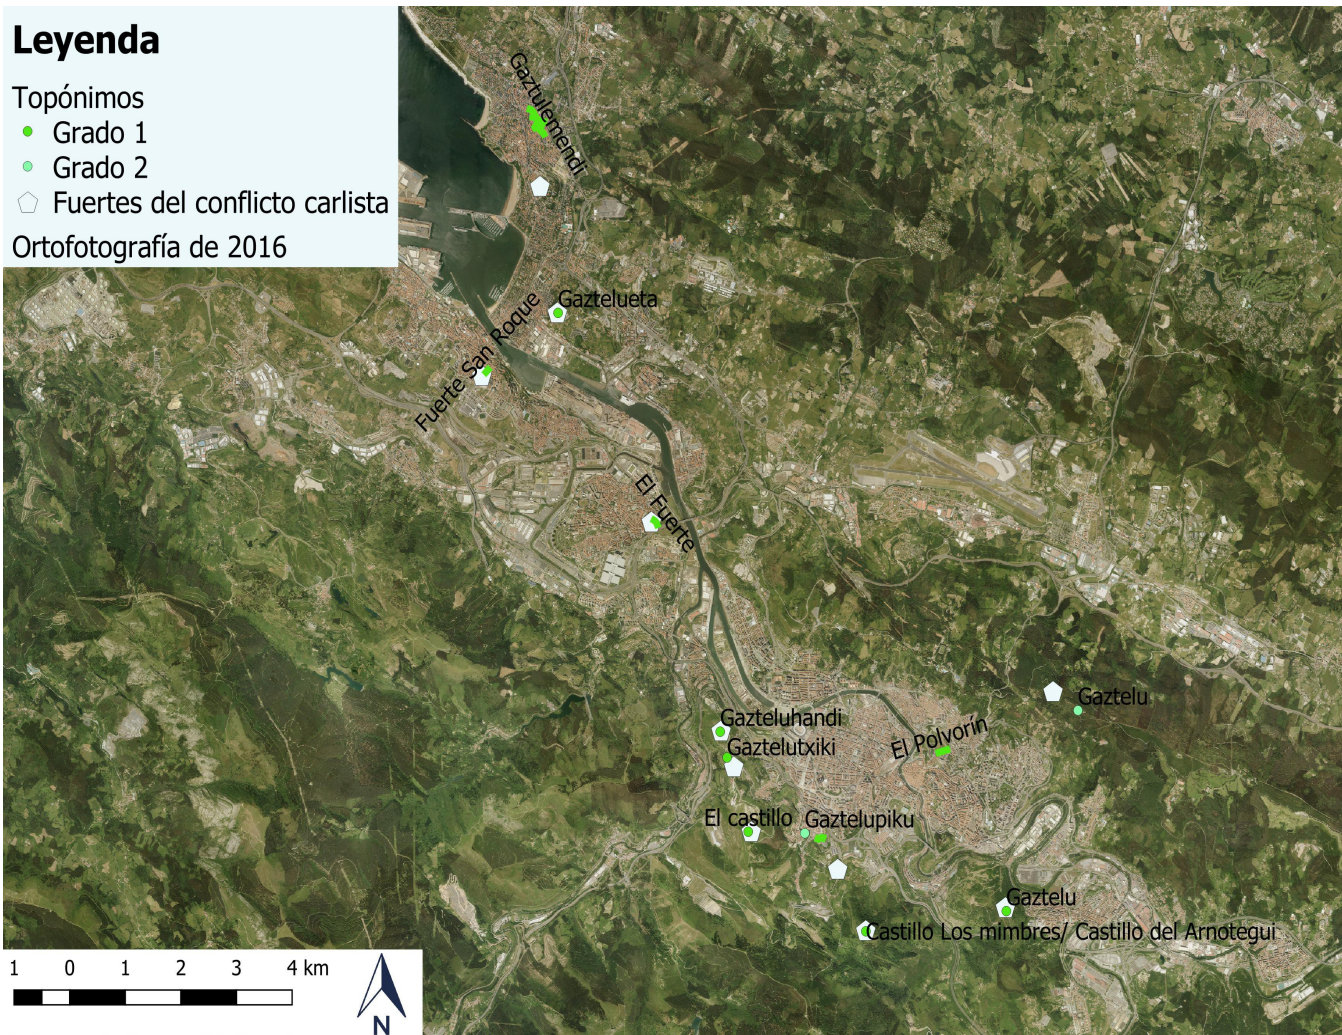 Leyenda
Topónimos
Grado 1
Grado 2
Fuertes del conflicto carlista
Ortofotografía de 2016
Gaztulemendi
Gaztelueta
Fuerte San Roque
El Fuerte
Gaztelu
Gazteluhandi
El Polvorín
Gaztelutxiki
El castillo
Gaztelupiku
Gaztelu
Castillo Los mimbres/ Castillo del Arnotegui
1 0 1 2 3 4 km
N